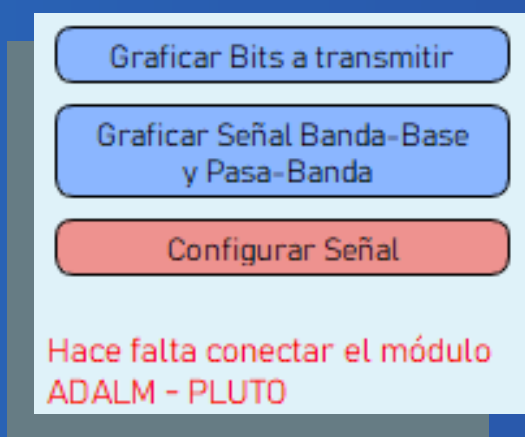 Graficar Bits a transmitir
Graficar Señal Banda-Base
y Pasa-Banda
Configurar Señal
Hace falta conectar el módulo
ADALM - PLUTO